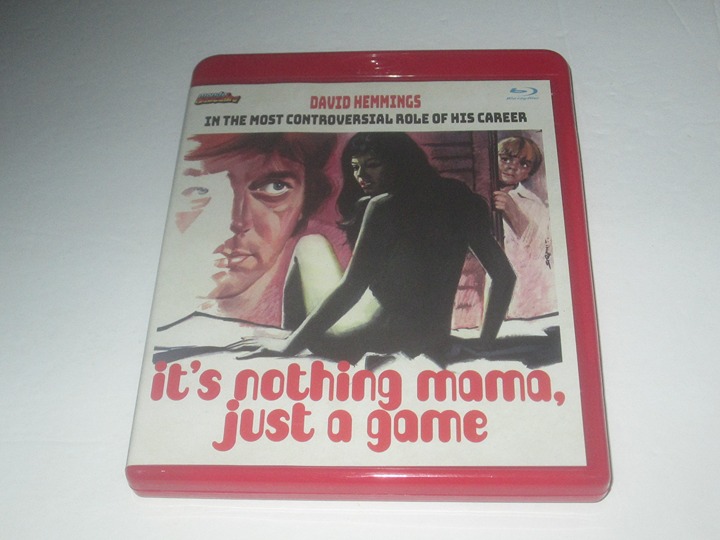 DAVID HEMMINGS
IN THE MOST CONTROVERSIAL ROLE OF HIS CAREER
it's nothing mama,
just a game